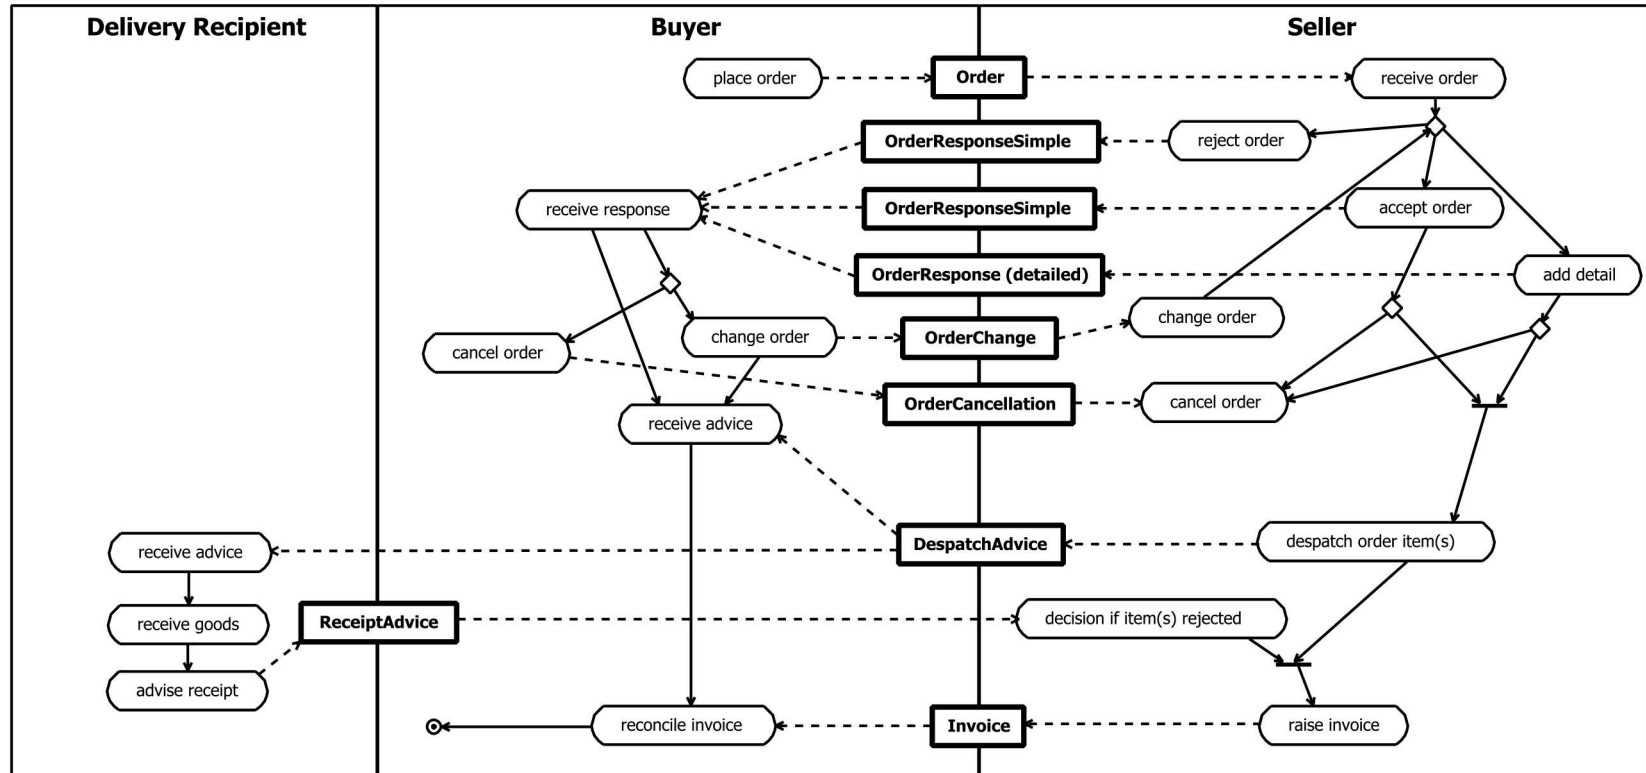 Delivery Recipient
Buyer
Seller
place order
Order
receive order
OrderResponseSimple
reject order
receive response
OrderResponseSimple
accept order
OrderResponse (detailed)
add detail
change order
OrderChange
change order
cancel order
OrderCancellation
cancel order
receive advice
receive advice
DespatchAdvice
despatch order item(s)
receive goods
ReceiptAdvice
decision if item(s) rejected
advise receipt
reconcile invoice
Invoice
raise invoice